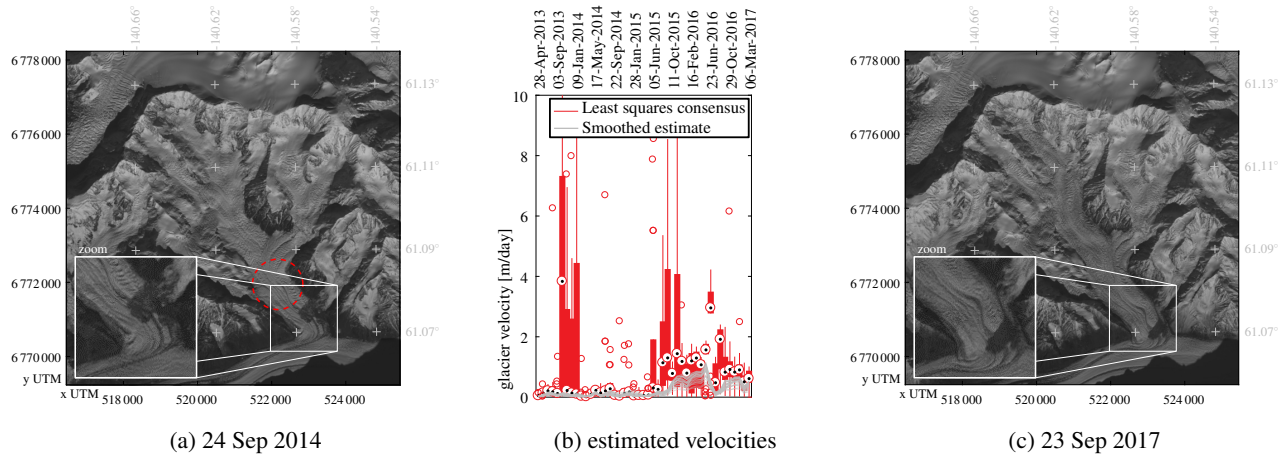 140.66°
140.62°
140.58°
140.54°
6 778 000
6 776 000
6 774 000
6 772 000
6 770 000
y UTM
x UTM
518 000
520 000
522 000
524 000
61.13°
61.11°
61.09°
61.07°
zoom
(a) 24 Sep 2014
28-Apr-2013
03-Sep-2013
09-Jan-2014
17-May-2014
22-Sep-2014
28-Jan-2015
05-Jun-2015
11-Oct-2015
16-Feb-2016
23-Jun-2016
29-Oct-2016
06-Mar-2017
10
8
6
4
2
0
glacaier velocity [m/day]
Least squares consensus
Smoothed estimate
(b) estimated velocities
140.66°
140.62°
140.58°
140.54°
6 778 000
6 776 000
6 774 000
6 772 000
6 770 000
y UTM
x UTM
518 000
520 000
522 000
524 000
61.13°
61.11°
61.09°
61.07°
zoom
(c) 23 Sep 2017